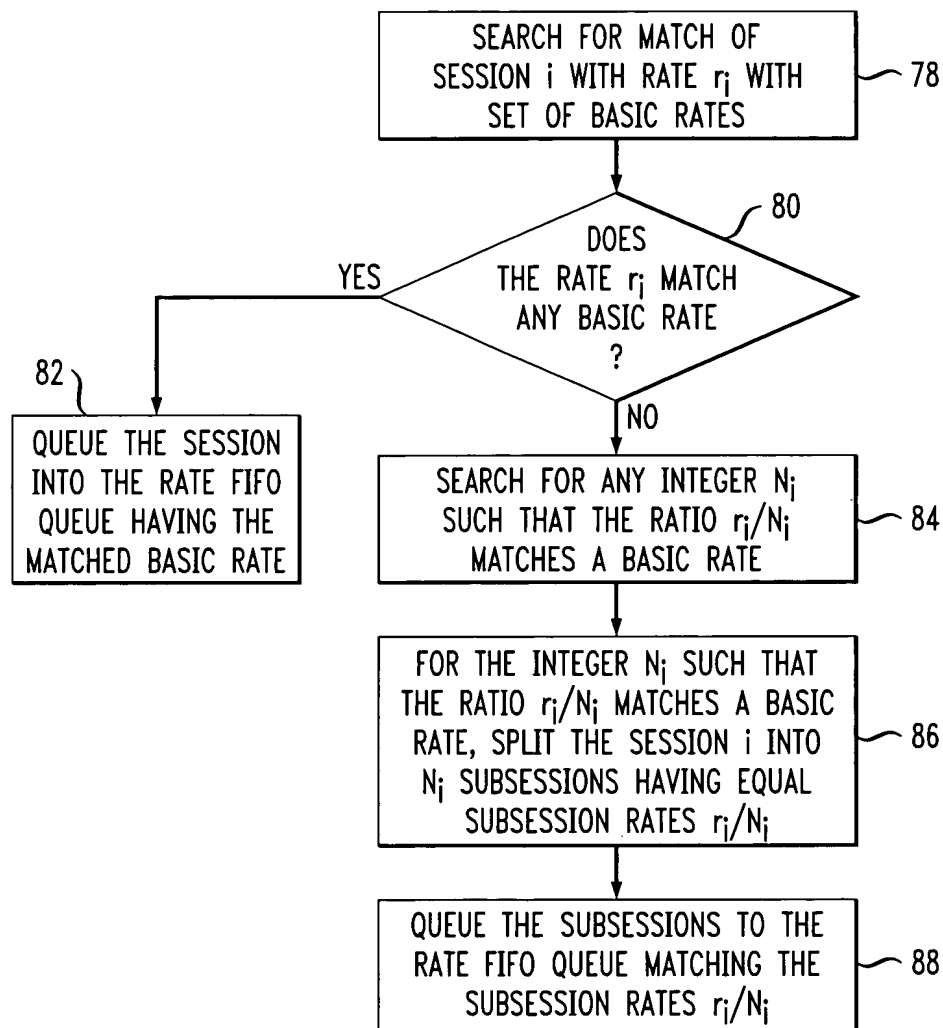 SEARCH FOR MATCH OF
SESSION i WITH RATE ri WITH
SET OF BASIC RATES
78
80
DOES
THE RATE ri MATCH
ANY BASIC RATE
?
YES
NO
82
QUEUE THE SESSION
INTO THE RATE FIFO
QUEUE HAVING THE
MATCHED BASIC RATE
SEARCH FOR ANY INTEGER Ni
SUCH THAT THE RATIO ri/Ni
MATCHES A BASIC RATE
84
FOR THE INTEGER Ni SUCH THAT
THE RATIO ri/Ni MATCHES A BASIC
RATE, SPLIT THE SESSION i INTO
Ni SUBSESSIONS HAVING EQUAL
SUBSESSION RATES ri/Ni
86
QUEUE THE SUBSESSIONS TO THE
RATE FIFO QUEUE MATCHING THE
SUBSESSION RATES ri/Ni
88